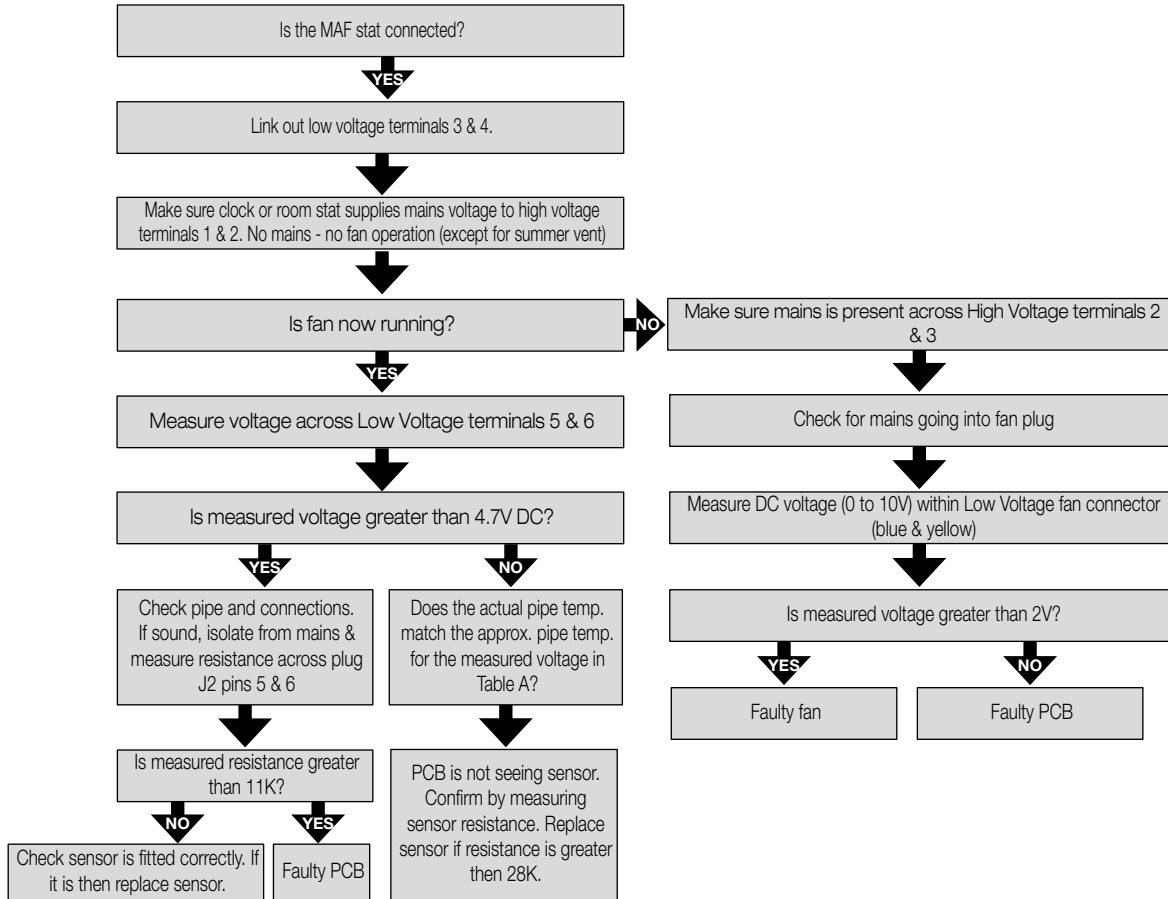 Is the MAF stat connected?
YES
Link out low voltage terminals 3 & 4.
Make sure clock or room stat supplies mains voltage to high voltage
terminals 1 & 2. No mains - no fan operation (except for summer vent)
Is fan now running?
NO
Make sure mains is present across High Voltage terminals 2
& 3
YES
Measure voltage across Low Voltage terminals 5 & 6
Check for mains going into fan plug
Is measured voltage greater than 4.7V DC?
Measure DC voltage (0 to 10V) within Low Voltage fan connector
(blue & yellow)
YES
NO
Check pipe and connections.
If sound, isolate from mains &
measure resistance across plug
J2 pins 5 & 6
Does the actual pipe temp.
match the approx. pipe temp.
for the measured voltage in
Table A?
Is measured voltage greater than 2V?
YES
NO
Faulty fan
Faulty PCB
Is measured resistance greater
than 11K?
PCB is not seeing sensor.
Confirm by measuring
sensor resistance. Replace
sensor if resistance is greater
then 28K.
NO
YES
Check sensor is fitted correctly. If
it is then replace sensor.
Faulty PCB